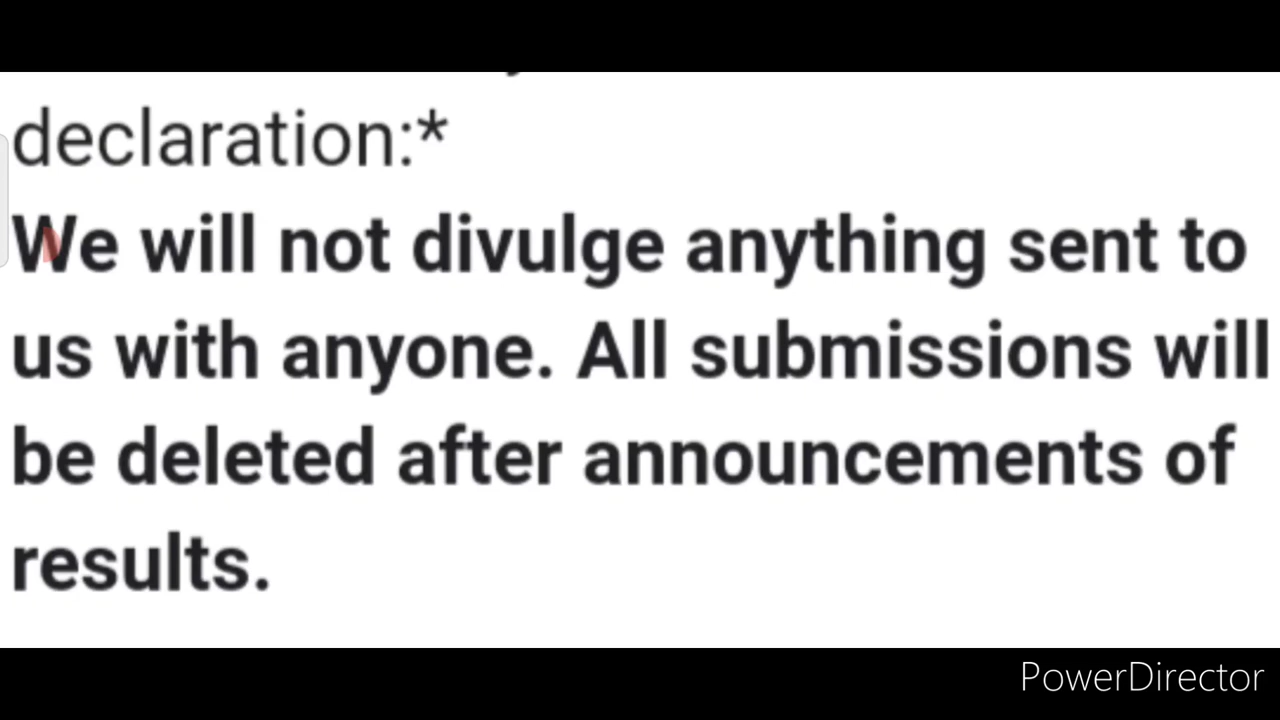 declaration:*
We will not divulge anything sent to
us with anyone. All submissions will
be deleted after announcements of
results.
PowerDirector